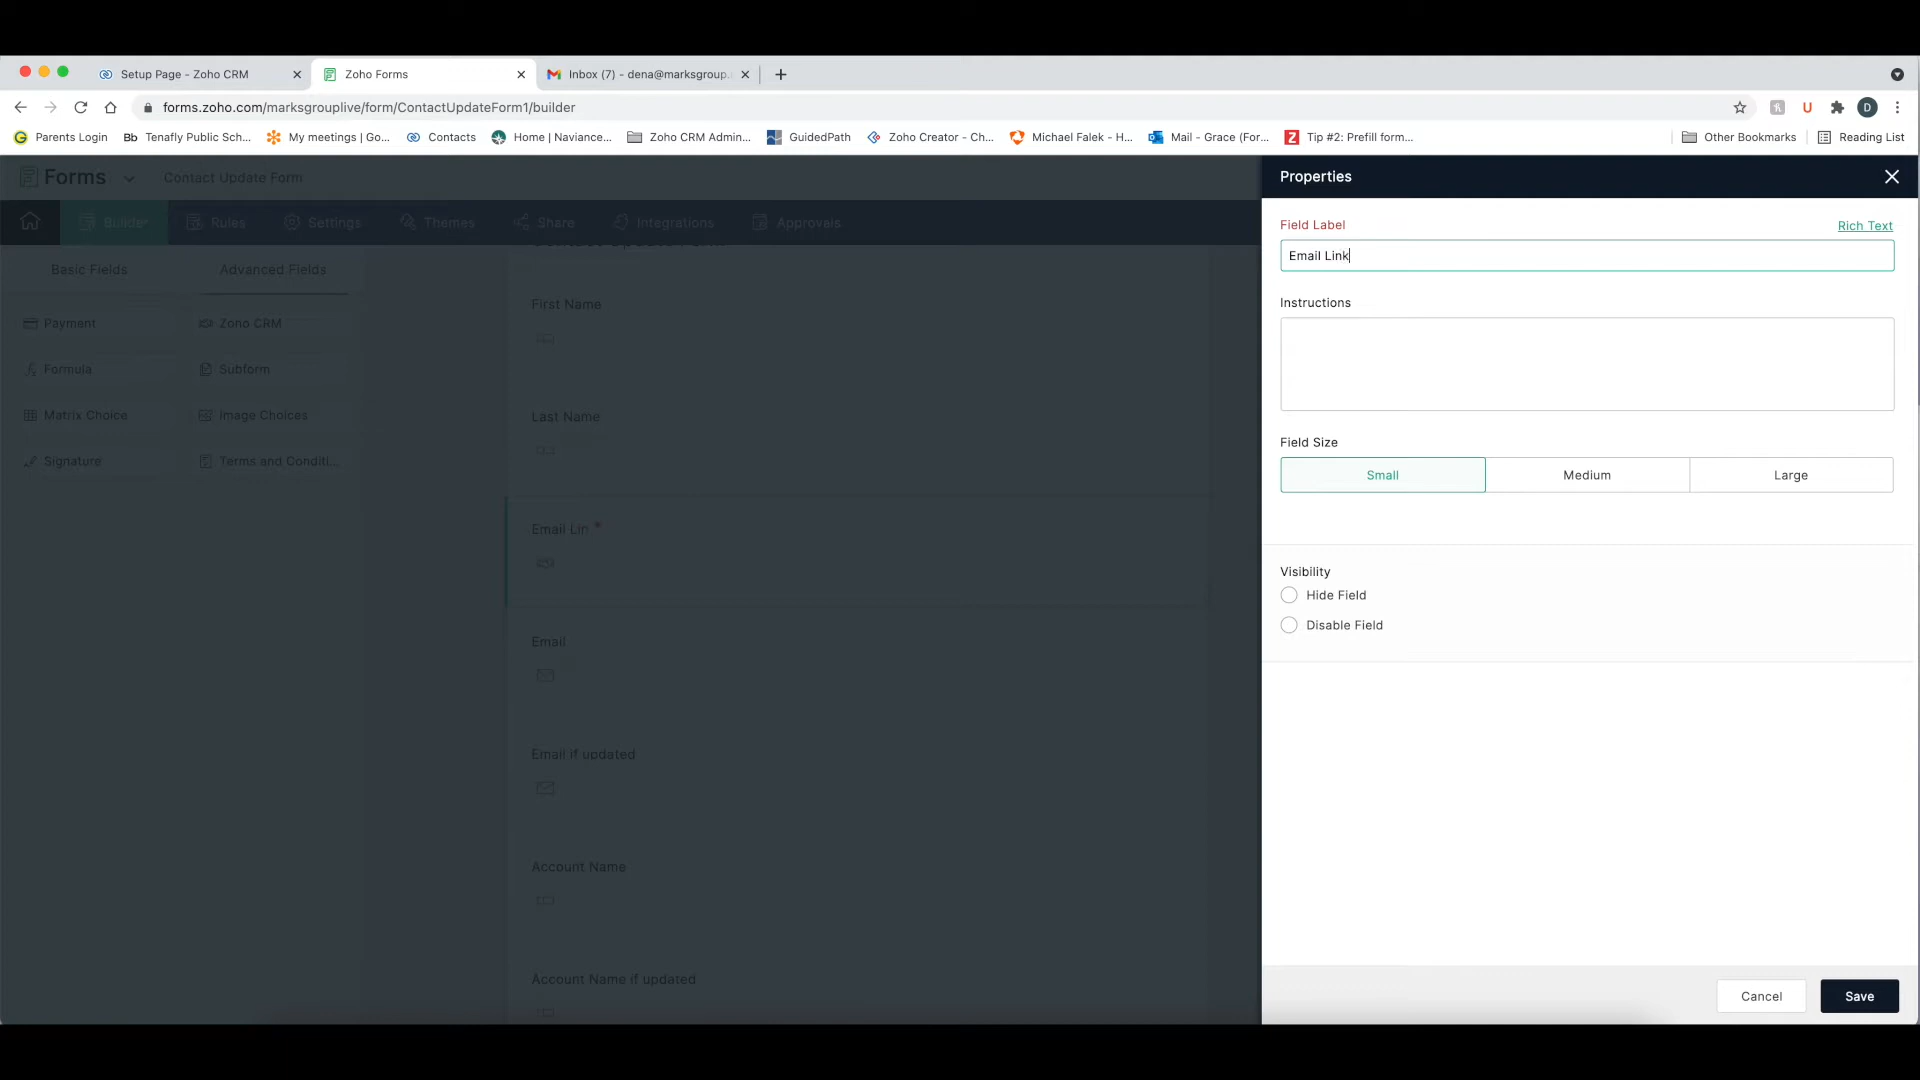 Setup Page - Zoho CRM
Zoho Forms
Inbox (7) - dena@marksgroup.
forms.zoho.com/marksgrouplive/form/ContactUpdateForm1/builder
D
Parents Login
Bb Tenafly Public Sch...
My meetings | Go...
Contacts
Home | Naviance...
Zoho CRM Admin...
GuidedPath
Zoho Creator - Ch...
Michael Falek - H...
Mail - Grace (For...
Tip #2: Prefill form...
Other Bookmarks
Reading List
Forms
Contact Update Form
Builder
Rules
Settings
Themes
Share
Integrations
Approvals
Basic Fields
Advanced Fields
Payment
Zoho CRM
Formula
Subform
Matrix Choice
Image Choices
Signature
Terms and Conditi...
First Name
Last Name
Email Lin *
Email
Email if updated
Account Name
Account Name if updated
Properties
Field Label
Rich Text
Email Link
Instructions
Field Size
Small
Medium
Large
Visibility
Hide Field
Disable Field
Cancel
Save